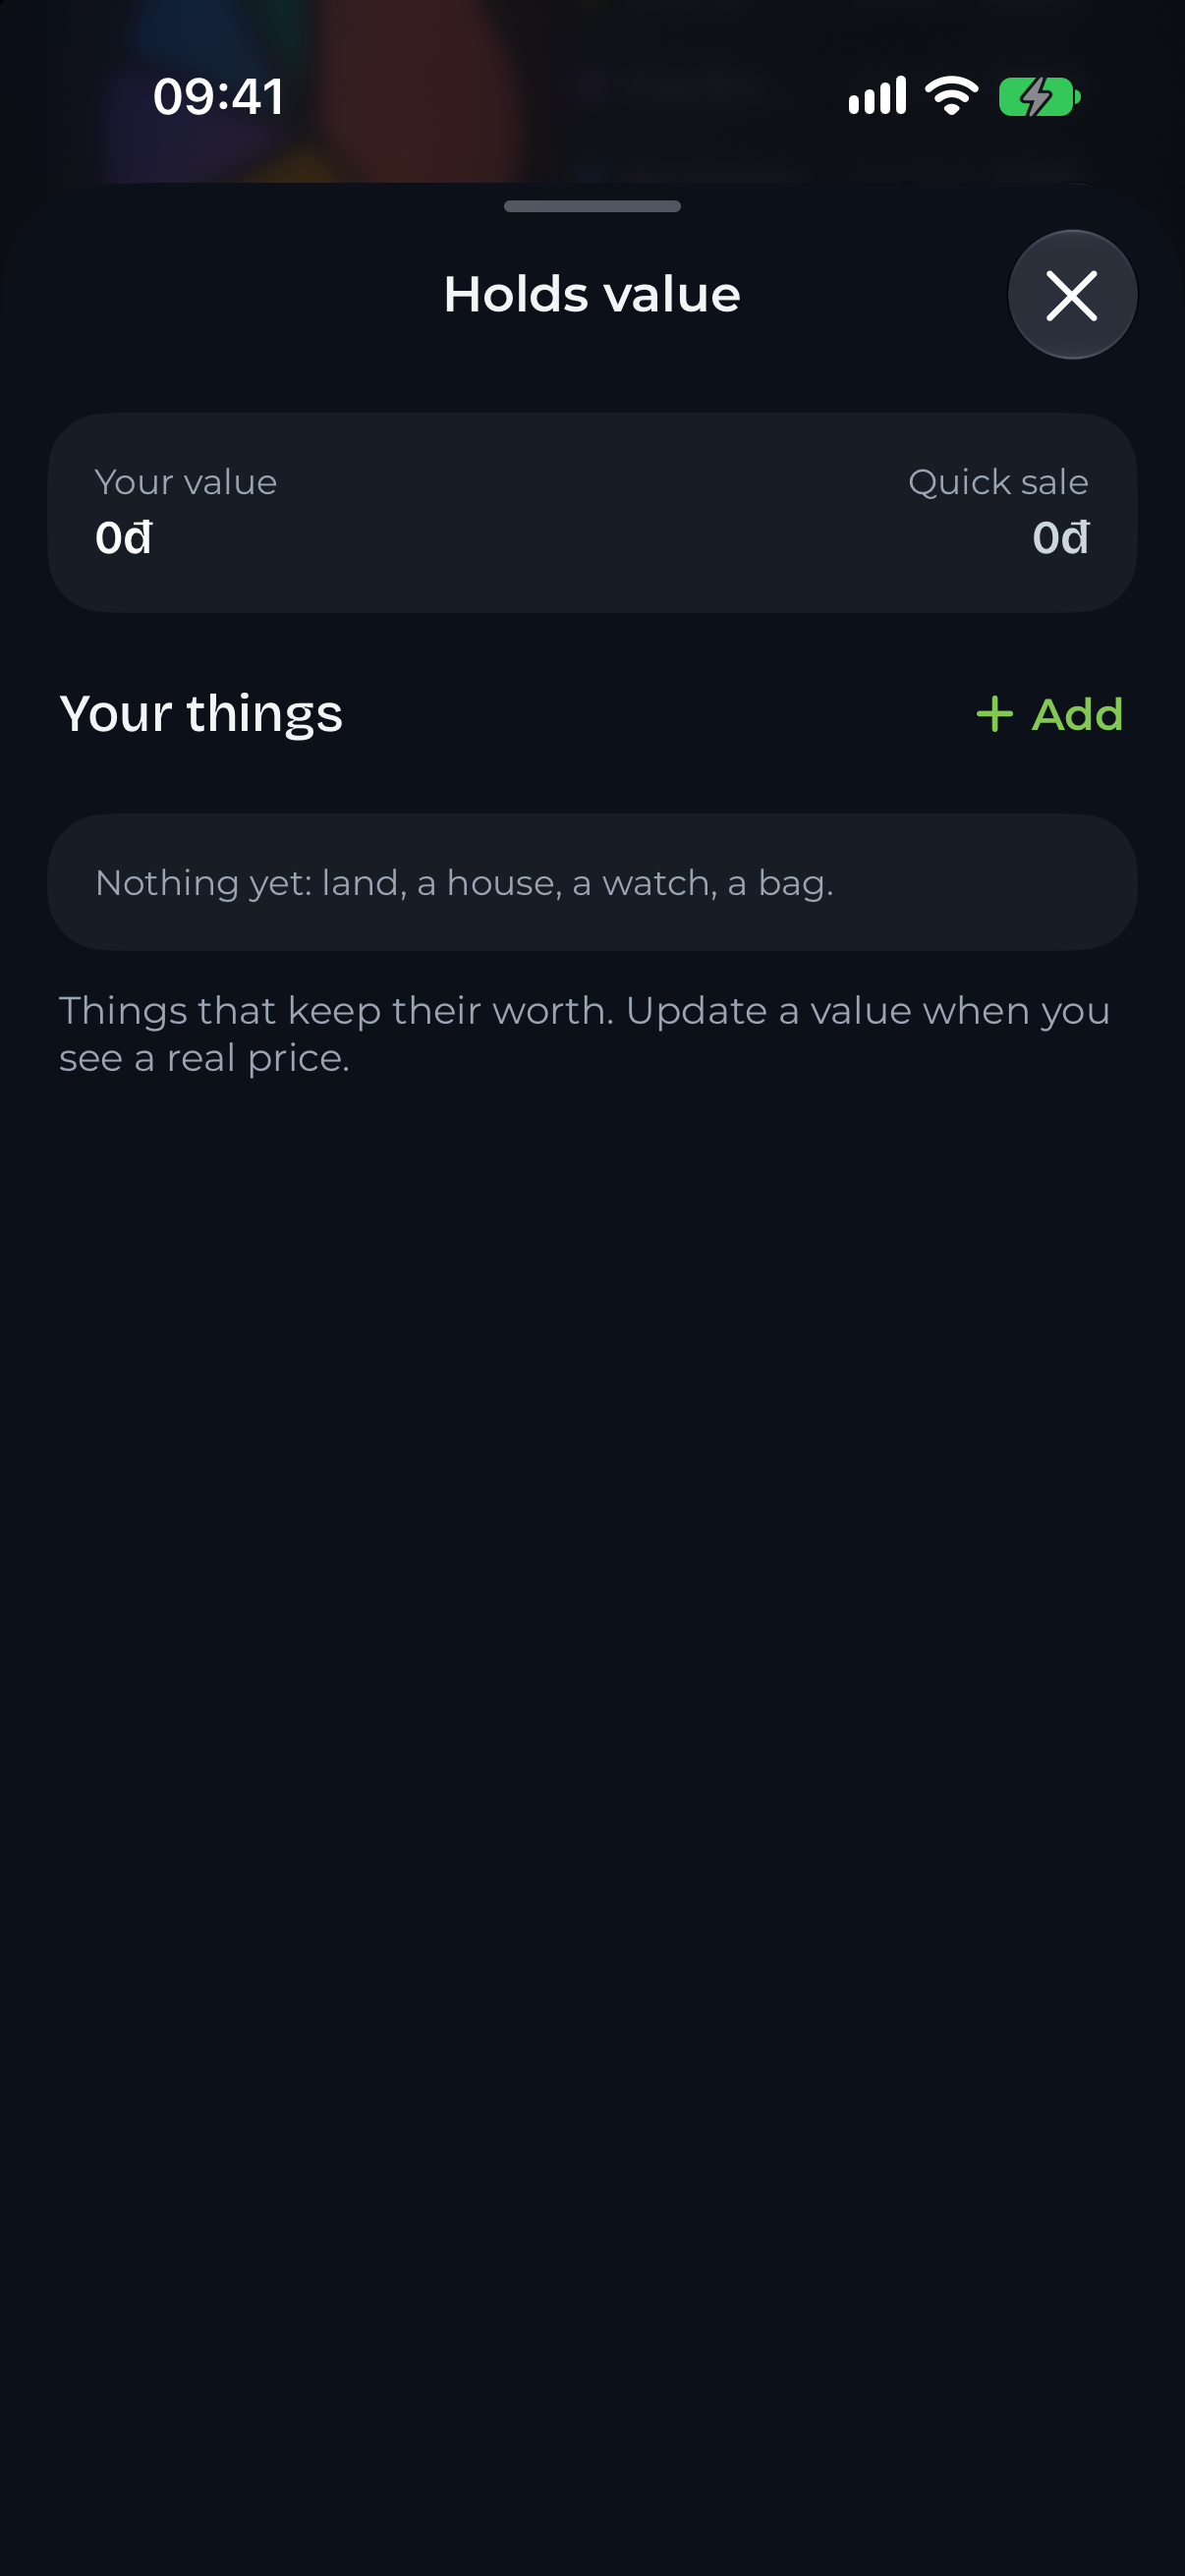 09:41
Holds value
Your value
Quick sale
0đ
0đ
Your things
+ Add
Nothing yet: land, a house, a watch, a bag.
Things that keep their worth. Update a value when you
see a real price.